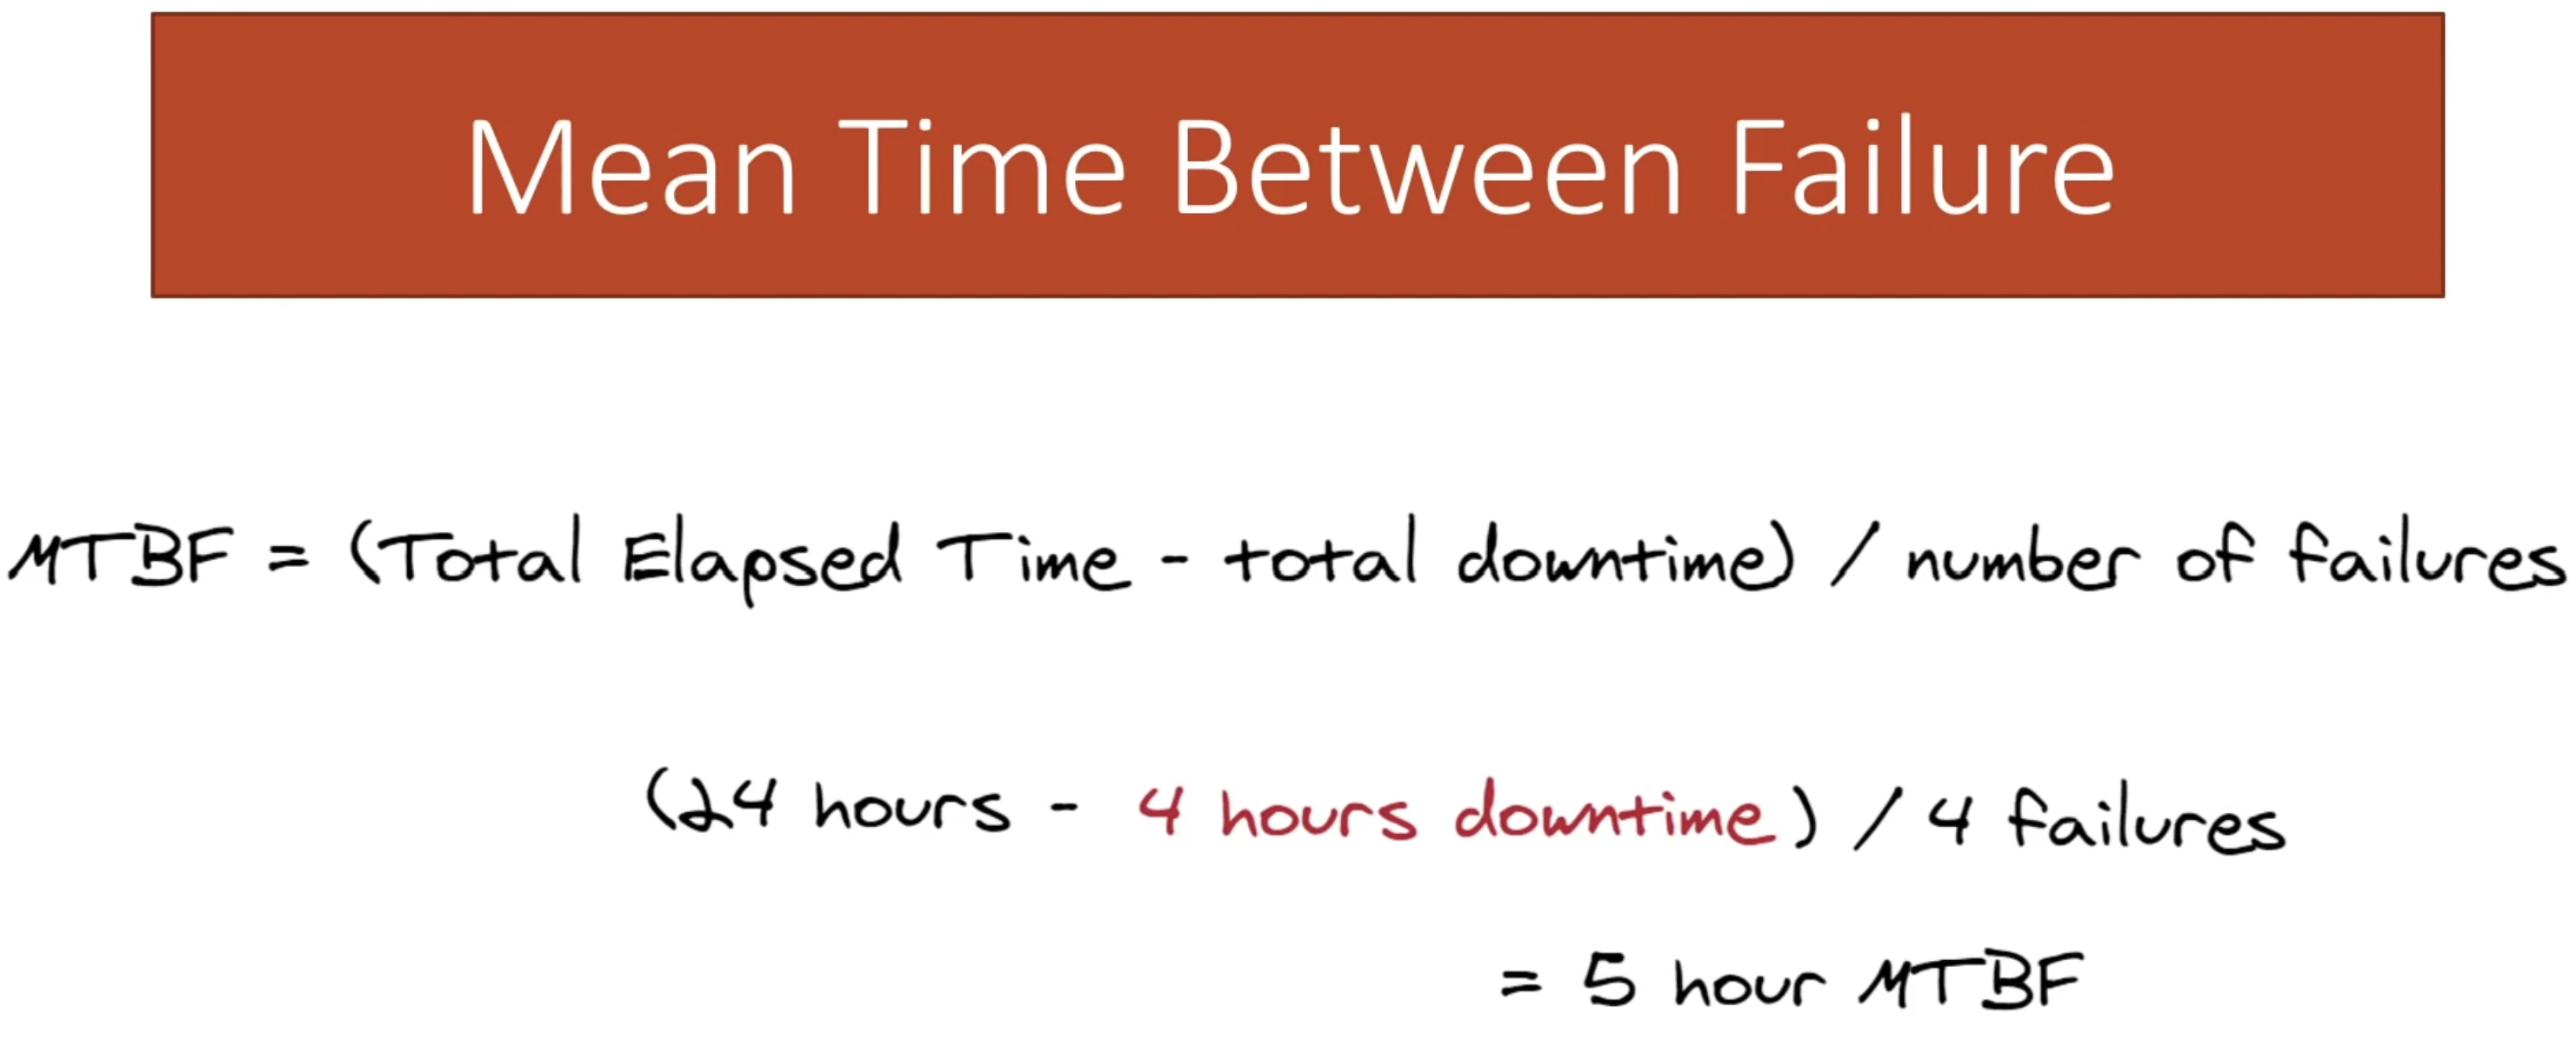 Mean Time Between Failure
MTBF = (Total Elapsed Time - total downtime) / number of failures
(24 hours - 4 hours downtime) / 4 failures
= 5 hour MTBF